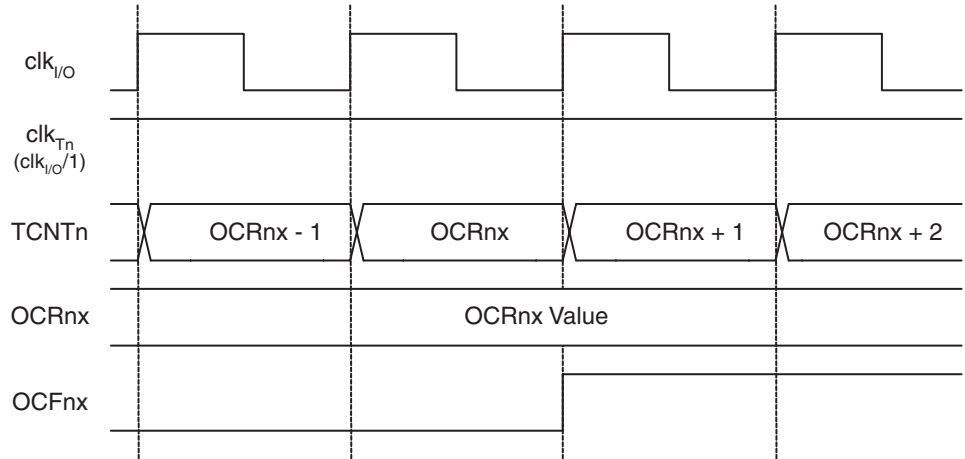 clkI/O
clkTn
(clkI/O/1)
TCNTn OCRnx - 1 OCRnx OCRnx + 1 OCRnx + 2
OCRnx OCRnx Value
OCFnx